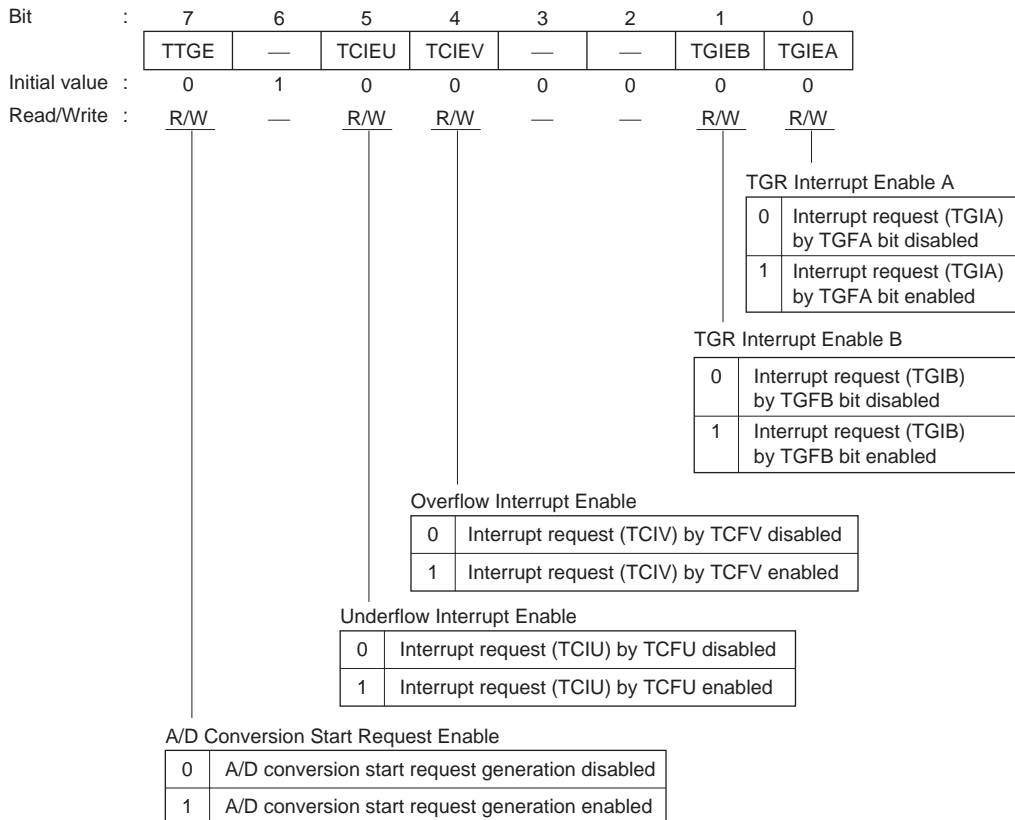 Bit : 7 6 5 4 3 2 1 0
TTGE — TCIEU TCIEV — — TGIEB TGIEA
Initial value : 0 1 0 0 0 0 0 0
Read/Write : R/W — R/W R/W — — R/W R/W
TGR Interrupt Enable A
0 Interrupt request (TGIA)
by TGFA bit disabled
1 Interrupt request (TGIA)
by TGFA bit enabled
TGR Interrupt Enable B
0 Interrupt request (TGIB)
by TGFB bit disabled
1 Interrupt request (TGIB)
by TGFB bit enabled
Overflow Interrupt Enable
0 Interrupt request (TCIV) by TCFV disabled
1 Interrupt request (TCIV) by TCFV enabled
Underflow Interrupt Enable
0 Interrupt request (TCIU) by TCFU disabled
1 Interrupt request (TCIU) by TCFU enabled
A/D Conversion Start Request Enable
0 A/D conversion start request generation disabled
1 A/D conversion start request generation enabled